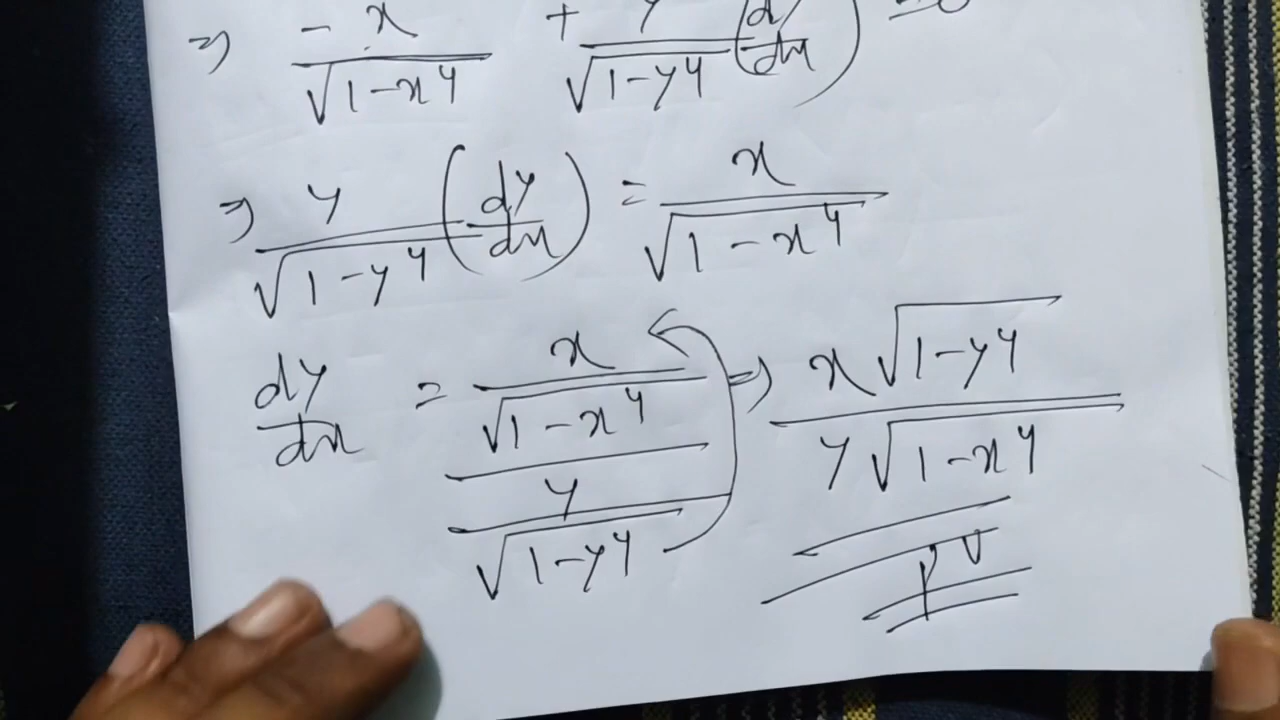 ⇒ -x/√(1-x⁴) + y/√(1-y⁴) (dy/dx) = 0
⇒ y/√(1-y⁴) (dy/dx) = x/√(1-x⁴)
dy/dx = (x/√(1-x⁴))/(y/√(1-y⁴)) ⇒ x√(1-y⁴)/(y√(1-x⁴))